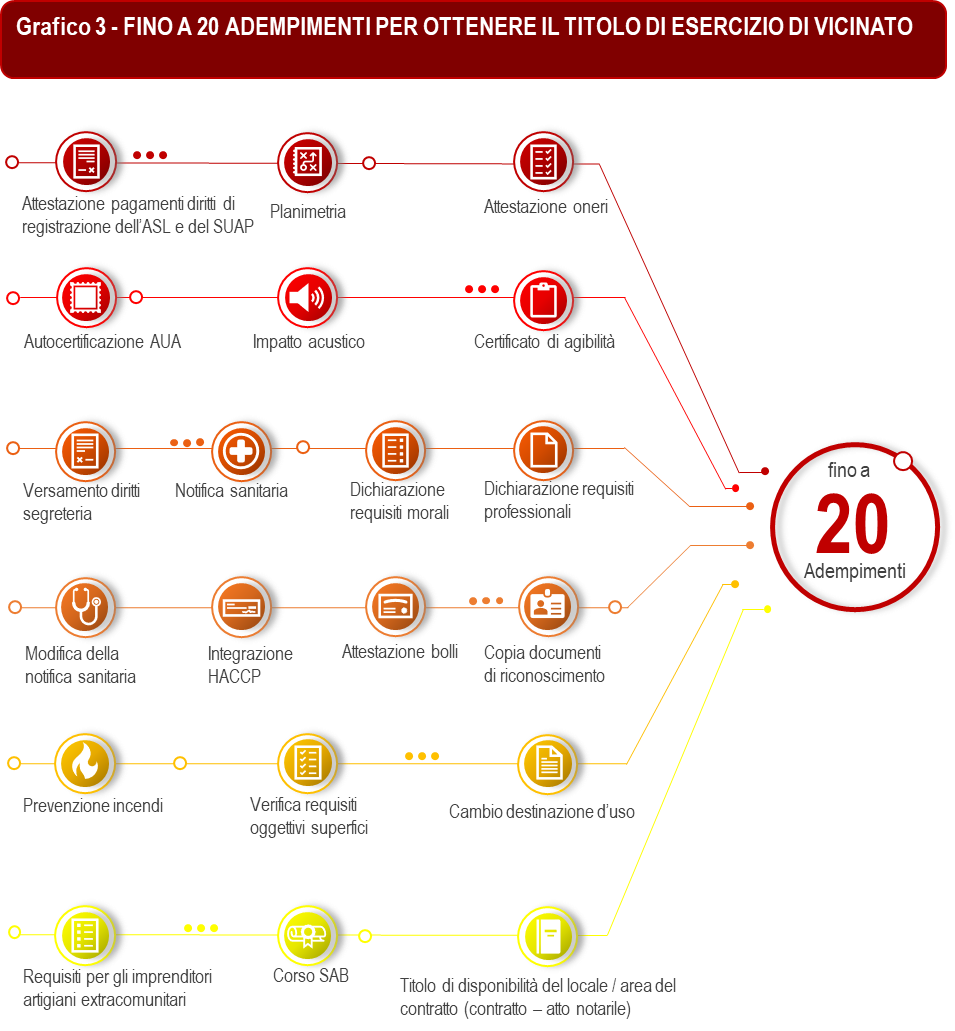 Grafico 3 - FINO A 20 ADEMPIMENTI PER OTTENERE IL TITOLO DI ESERCIZIO DI VICINATO
Attestazione pagamenti diritti di
registrazione dell'ASL e del SUAP
Planimetria
Attestazione oneri
Autocertificazione AUA
Impatto acustico
Certificato di agibilità
Versamento diritti
segreteria
Notifica sanitaria
Dichiarazione
requisiti morali
Dichiarazione requisiti
professionali
fino a
20
Adempimenti
Modifica della
notifica sanitaria
Integrazione
HACCP
Attestazione bolli
Copia documenti
di riconoscimento
Prevenzione incendi
Verifica requisiti
oggettivi superfici
Cambio destinazione d'uso
Requisiti per gli imprenditori
artigiani extracomunitari
Corso SAB
Titolo di disponibilità del locale / area del
contratto (contratto – atto notarile)